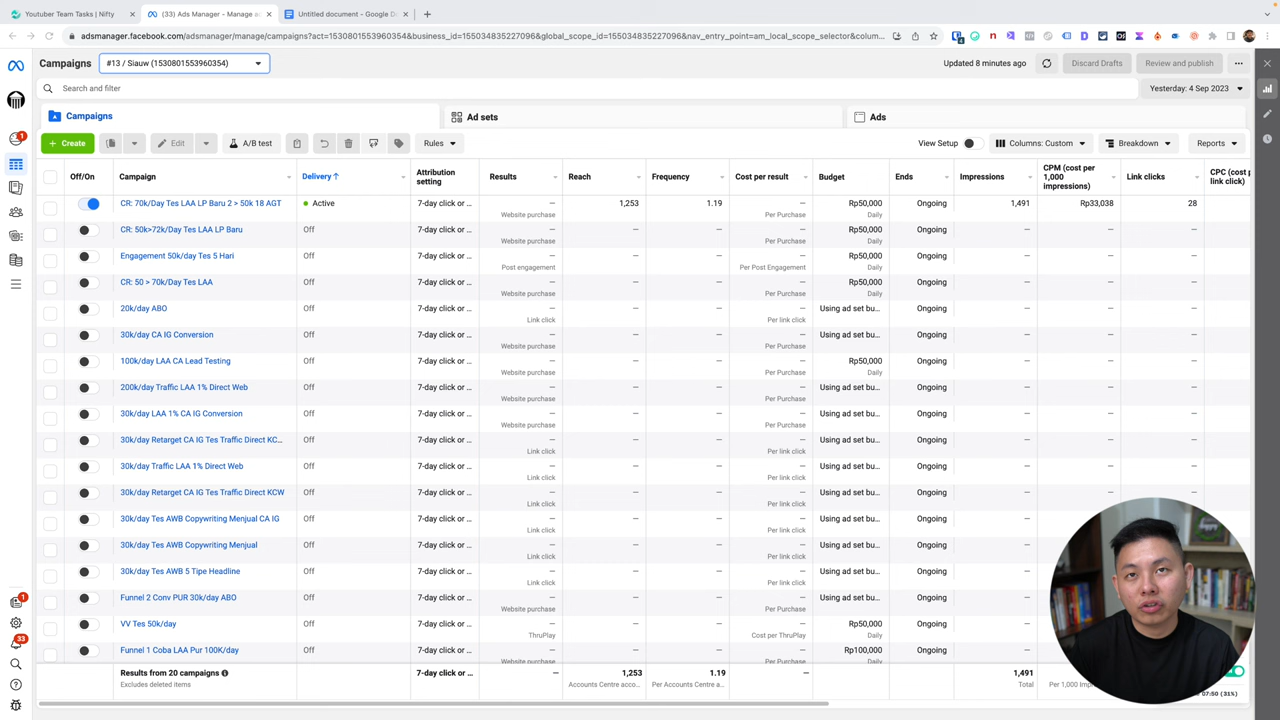 Youtuber Team Tasks | Nifty
(33) Ads Manager - Manage ac
Untitled document - Google Do
adsmanager.facebook.com/adsmanager/manage/campaigns?act=1530801553960354&business_id=155034835227096&global_scope_id=155034835227096&nav_entry_point=am_local_scope_selector&colum...
Campaigns
#13 / Siauw (1530801553960354)
Updated 8 minutes ago
Discard Drafts
Review and publish
Search and filter
Yesterday: 4 Sep 2023
Campaigns
Ad sets
Ads
+ Create
Edit
A/B test
Rules
View Setup
Columns: Custom
Breakdown
Reports
Off/On
Campaign
Delivery ↑
Attribution setting
Results
Reach
Frequency
Cost per result
Budget
Ends
Impressions
CPM (cost per 1,000 impressions)
Link clicks
CPC (cost p link click)
CR: 70k/Day Tes LAA LP Baru 2 > 50k 18 AGT Active 7-day click or ... — 1,253 1.19 — Rp50,000 Ongoing 1,491 Rp33,038 28
Website purchase Per Purchase Daily
CR: 50k>72k/Day Tes LAA LP Baru Off 7-day click or ... — — — — Rp50,000 Ongoing — — —
Website purchase Per Purchase Daily
Engagement 50k/day Tes 5 Hari Off 7-day click or ... — — — — Rp50,000 Ongoing — — —
Post engagement Per Post Engagement Daily
CR: 50 > 70k/Day Tes LAA Off 7-day click or ... — — — — Rp50,000 Ongoing — — —
Website purchase Per Purchase Daily
20k/day ABO Off 7-day click or ... — — — — Using ad set bu... Ongoing — — —
Link click Per link click
30k/day CA IG Conversion Off 7-day click or ... — — — — Using ad set bu... Ongoing — — —
Website purchase Per Purchase
100k/day LAA CA Lead Testing Off 7-day click or ... — — — — Rp50,000 Ongoing — — —
Website purchase Per Purchase Daily
200k/day Traffic LAA 1% Direct Web Off 7-day click or ... — — — — Using ad set bu... Ongoing — — —
Website purchase Per Purchase
30k/day LAA 1% CA IG Conversion Off 7-day click or ... — — — — Using ad set bu... Ongoing — — —
Website purchase Per Purchase
30k/day Retarget CA IG Tes Traffic Direct KC... Off 7-day click or ... — — — — Using ad set bu... Ongoing — — —
Link click Per link click
30k/day Traffic LAA 1% Direct Web Off 7-day click or ... — — — — Using ad set bu... Ongoing — — —
Link click Per link click
30k/day Retarget CA IG Tes Traffic Direct KCW Off 7-day click or ... — — — — Using ad set bu... Ongoing — — —
Link click Per link click
30k/day Tes AWB Copywriting Menjual CA IG Off 7-day click or ... — — — — Using ad set bu... Ongoing —
Link click Per link click
30k/day Tes AWB Copywriting Menjual Off 7-day click or ... — — — — Using ad set bu... Ongoing —
Link click Per link click
30k/day Tes AWB 5 Tipe Headline Off 7-day click or ... — — — — Using ad set bu... Ongoing —
Link click Per link click
Funnel 2 Conv PUR 30k/day ABO Off 7-day click or ... — — — — Using ad set bu... Ongoing —
Website purchase Per Purchase
VV Tes 50k/day Off 7-day click or ... — — — — Rp50,000 Ongoing —
ThruPlay Cost per ThruPlay Daily
Funnel 1 Coba LAA Pur 100K/day Off 7-day click or ... — — — — Rp100,000 Ongoing —
Website purchase Per Purchase Daily
Results from 20 campaigns 7-day click or ... — 1,253 1.19 — 1,491
Excludes deleted items Accounts Centre acco... Per Accounts Centre a... Total Per 1,000 Imp
1
1
33
07:50 (31%)